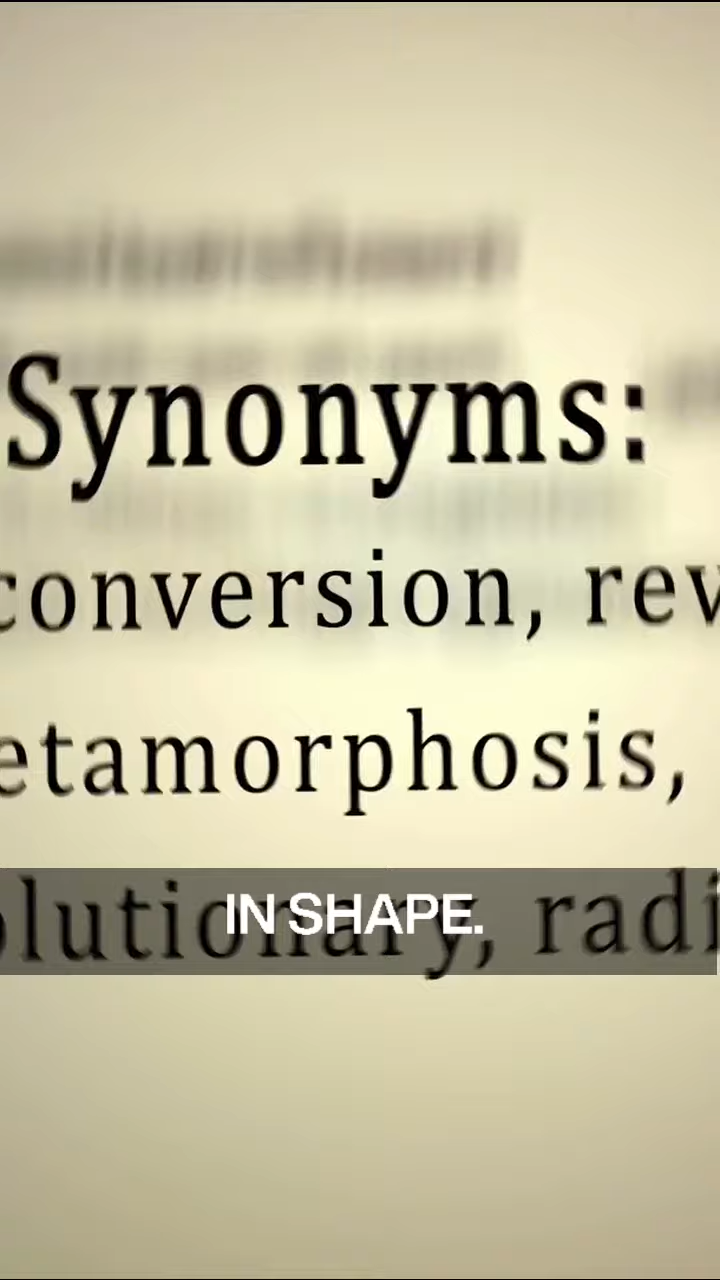 Synonyms:
conversion, rev
etamorphosis,
olutionary, radi
IN SHAPE.